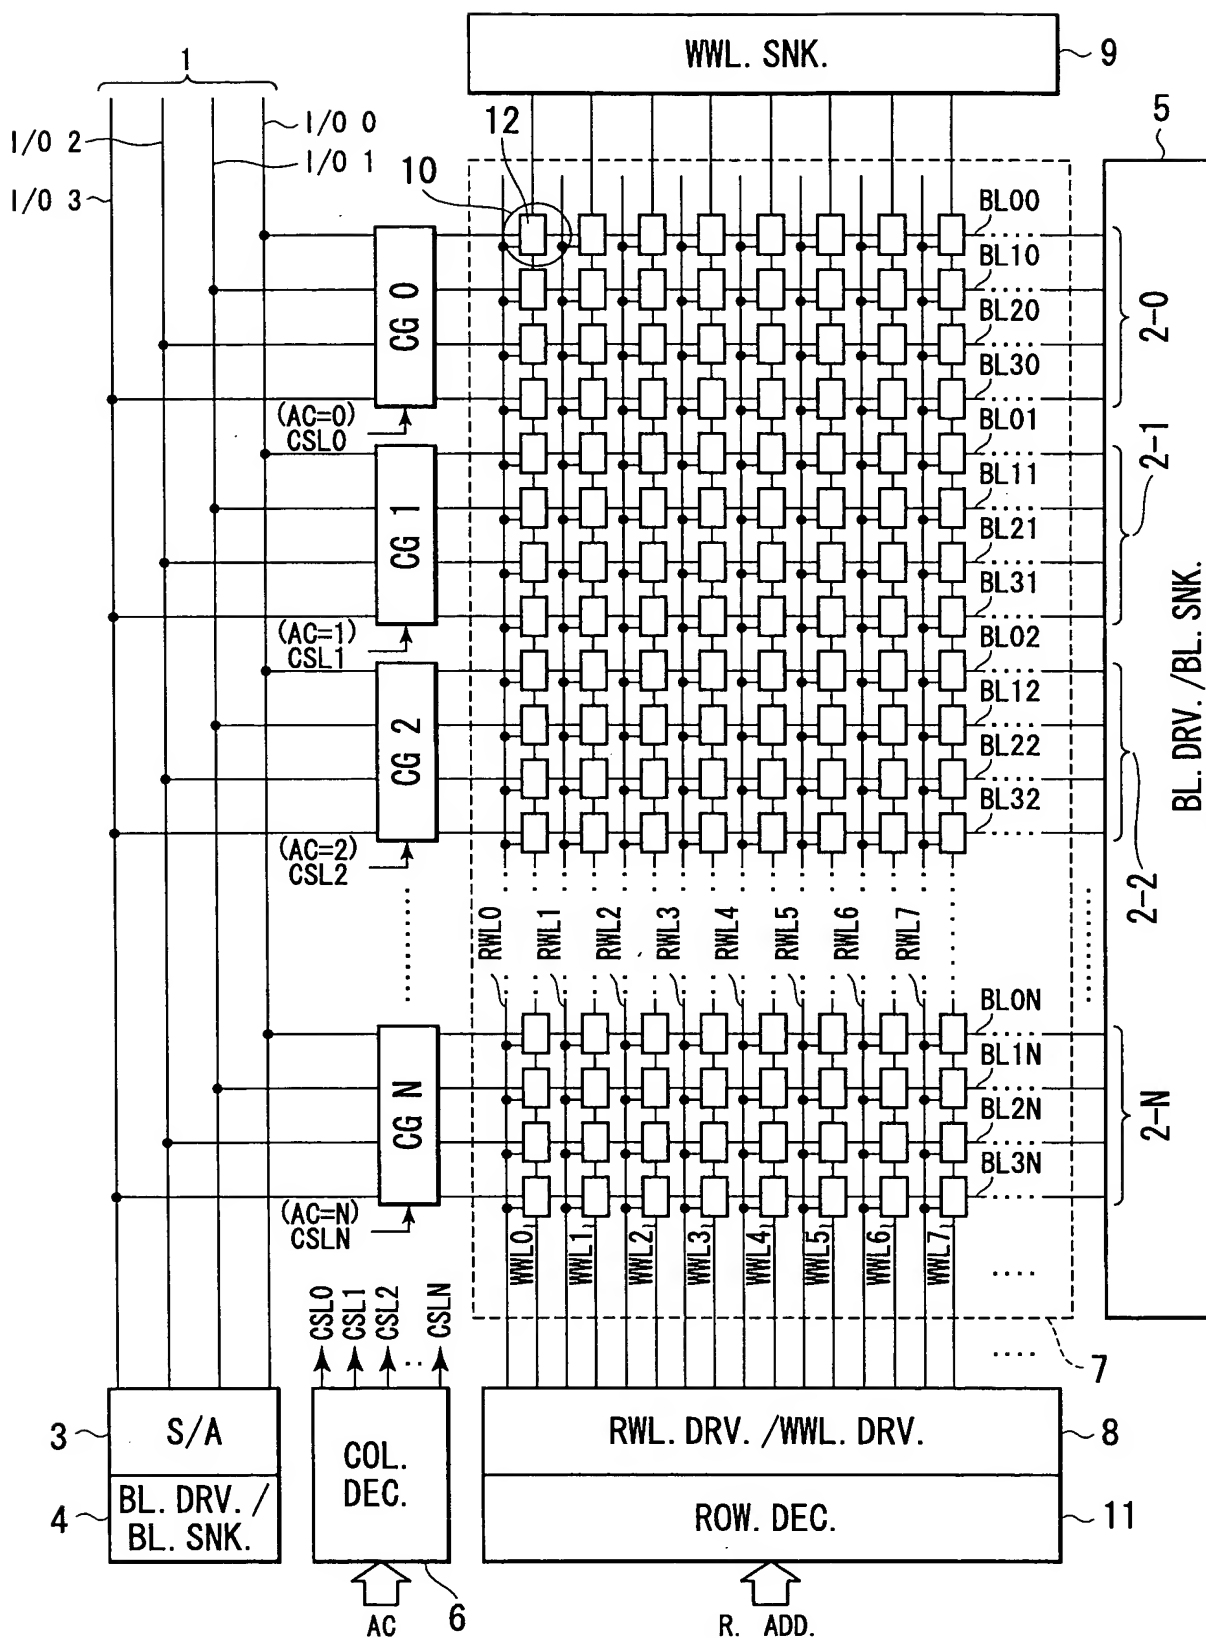 WWL. SNK.
9
1
I/O 0
I/O 1
I/O 2
I/O 3
12
10
5
BL00
BL10
BL20
BL30
2-0
CG 0
(AC=0)
CSL0
BL01
BL11
BL21
BL31
2-1
CG 1
(AC=1)
CSL1
BL02
BL12
BL22
BL32
2-2
CG 2
(AC=2)
CSL2
BL. DRV. /BL. SNK.
RWL0
RWL1
RWL2
RWL3
RWL4
RWL5
RWL6
RWL7
BL0N
BL1N
BL2N
BL3N
2-N
CG N
(AC=N)
CSLN
WWL0
WWL1
WWL2
WWL3
WWL4
WWL5
WWL6
WWL7
CSL0
CSL1
CSL2
CSLN
7
3
S/A
4
BL. DRV. /
BL. SNK.
COL.
DEC.
6
AC
RWL. DRV. /WWL. DRV.
8
ROW. DEC.
11
R. ADD.